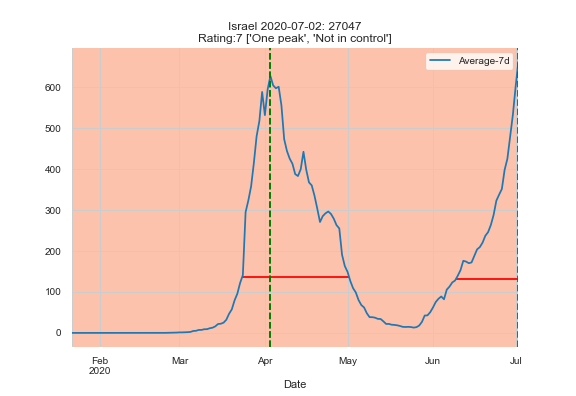 Israel 2020-07-02: 27047
Rating:7 ['One peak', 'Not in control']
Average-7d
600
500
400
300
200
100
0
Feb Mar Apr May Jun Jul
2020
Date